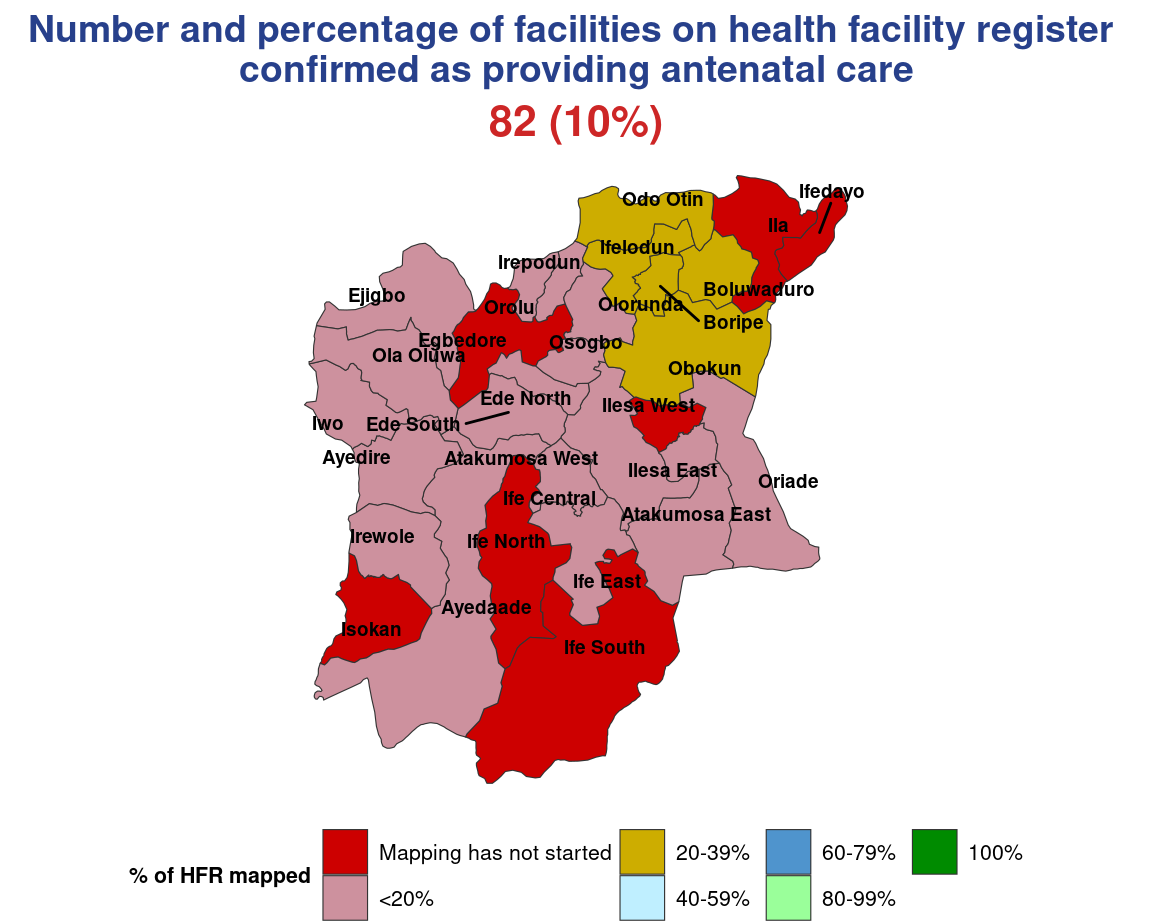 Number and percentage of facilities on health facility register
confirmed as providing antenatal care
82 (10%)
Ifedayo
Odo Otin
Ila
Ifelodun
Irepodun
Boluwaduro
Ejigbo
Olorunda
Orolu
Boripe
Egbedore
Osogbo
Ola Oluwa
Obokun
Ede North
Ilesa West
Iwo
Ede South
Ayedire
Atakumosa West
Ilesa East
Oriade
Ife Central
Atakumosa East
Irewole
Ife North
Ife East
Ayedaade
Isokan
Ife South
% of HFR mapped
Mapping has not started
<20%
20-39%
40-59%
60-79%
80-99%
100%